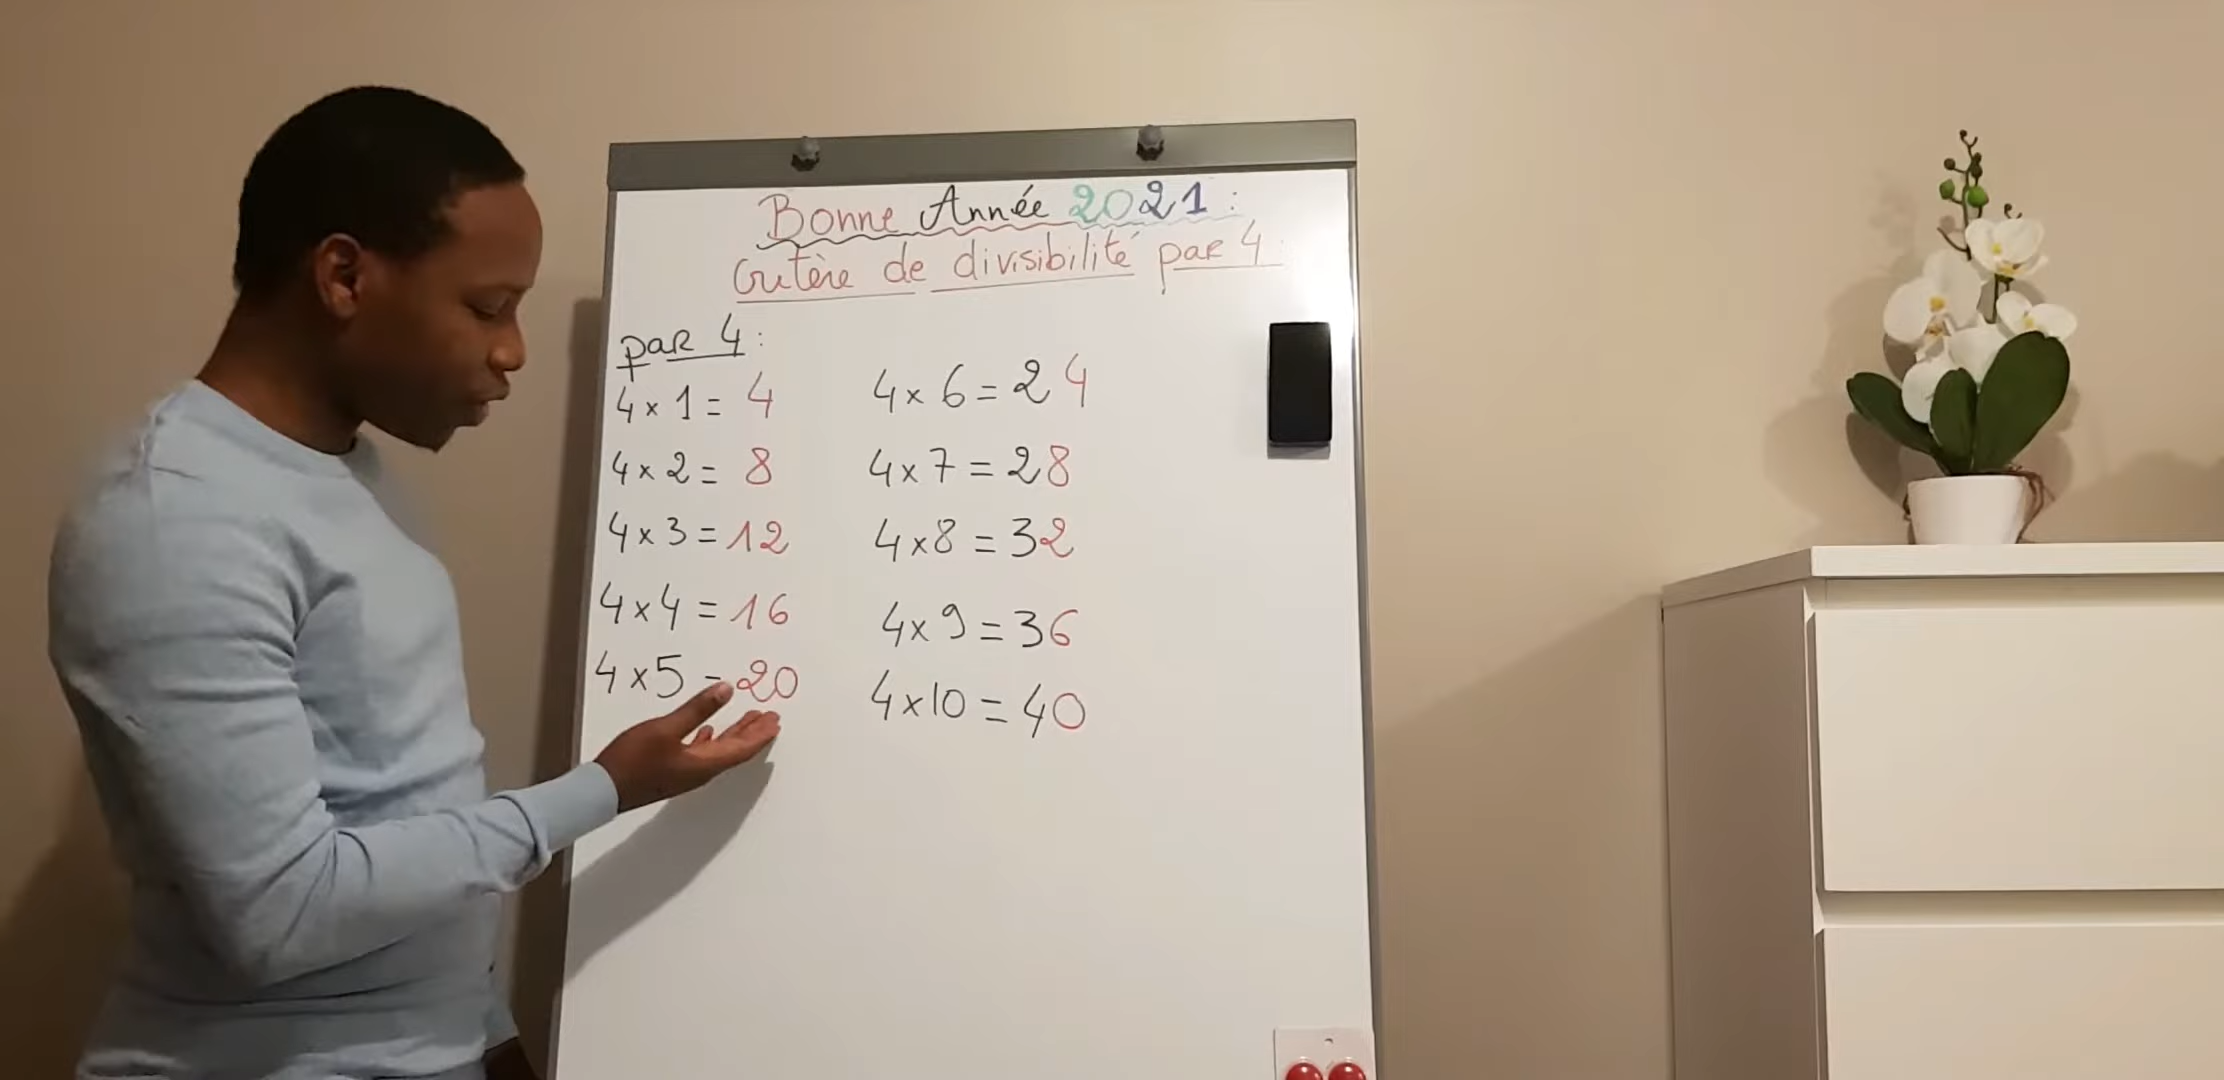 Bonne Année 2021 :
Critère de divisibilité par 4 :
par 4 :
4 x 1 = 4
4 x 2 = 8
4 x 3 = 12
4 x 4 = 16
4 x 5 = 20
4 x 6 = 24
4 x 7 = 28
4 x 8 = 32
4 x 9 = 36
4 x 10 = 40